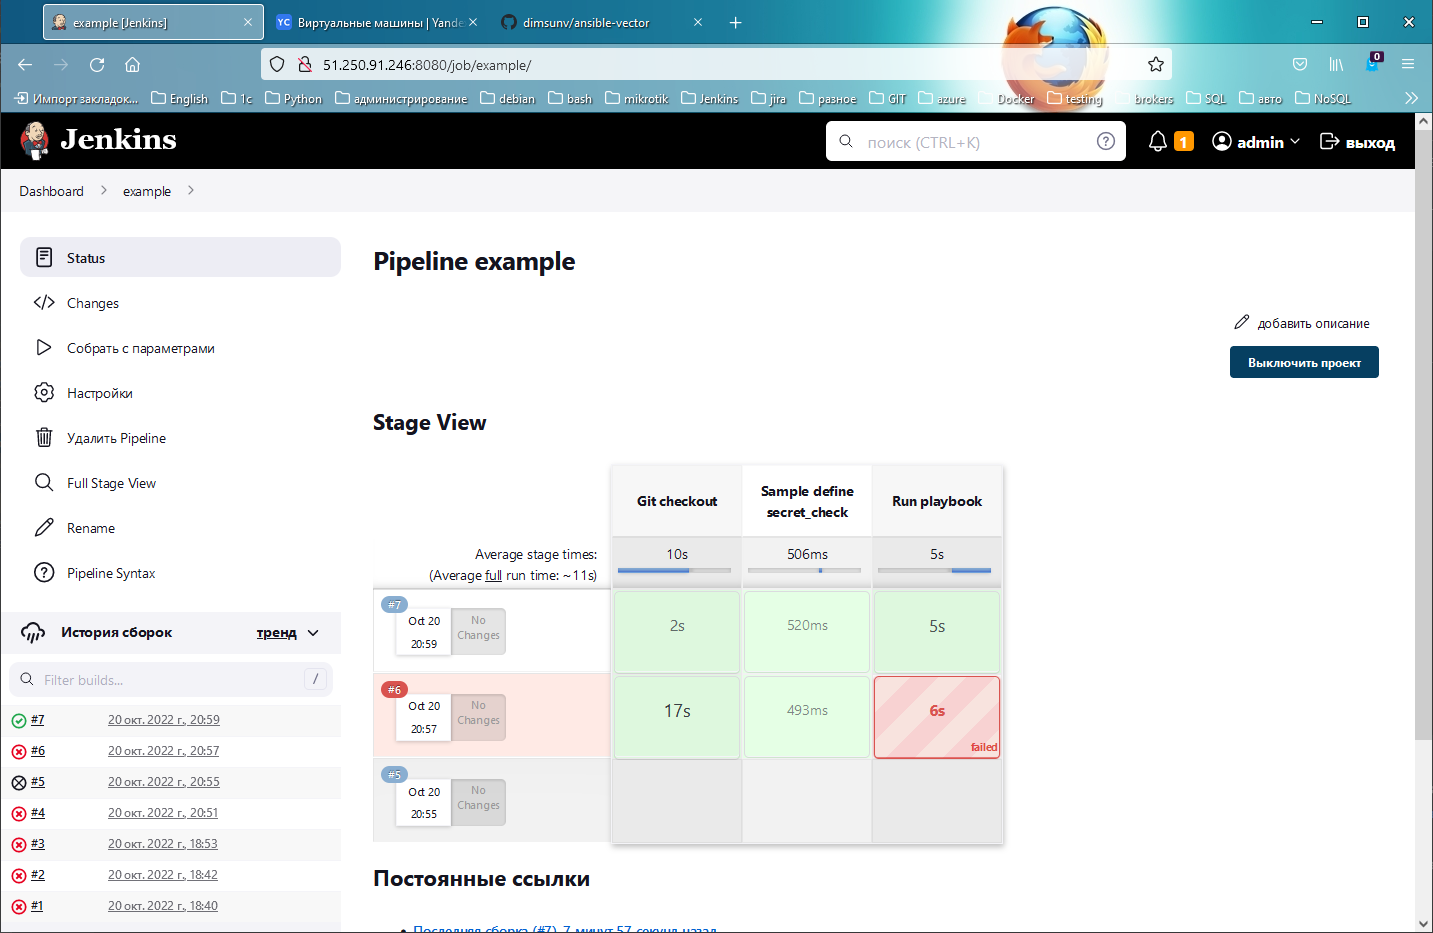 example [Jenkins]
YC Виртуальные машины | Yande
dimsunv/ansible-vector
51.250.91.246:8080/job/example/
0
Импорт закладок...
English
1c
Python
администрирование
debian
bash
mikrotik
Jenkins
jira
разное
GIT
azure
Docker
testing
brokers
SQL
авто
NoSQL
Jenkins
поиск (CTRL+K)
?
1
admin
выход
Dashboard
example
Status
Changes
Собрать с параметрами
Настройки
Удалить Pipeline
Full Stage View
Rename
Pipeline Syntax
История сборок
тренд
Filter builds...
/
#7 20 окт. 2022 г., 20:59
#6 20 окт. 2022 г., 20:57
#5 20 окт. 2022 г., 20:55
#4 20 окт. 2022 г., 20:51
#3 20 окт. 2022 г., 18:53
#2 20 окт. 2022 г., 18:42
#1 20 окт. 2022 г., 18:40
Pipeline example
добавить описание
Выключить проект
Stage View
Git checkout
Sample define
secret_check
Run playbook
Average stage times:
(Average full run time: ~11s)
10s
506ms
5s
#7
Oct 20
20:59
No
Changes
2s
520ms
5s
#6
Oct 20
20:57
No
Changes
17s
493ms
6s
failed
#5
Oct 20
20:55
No
Changes
Постоянные ссылки
Последняя сборка (#7), 7 минут 57 секунд назад